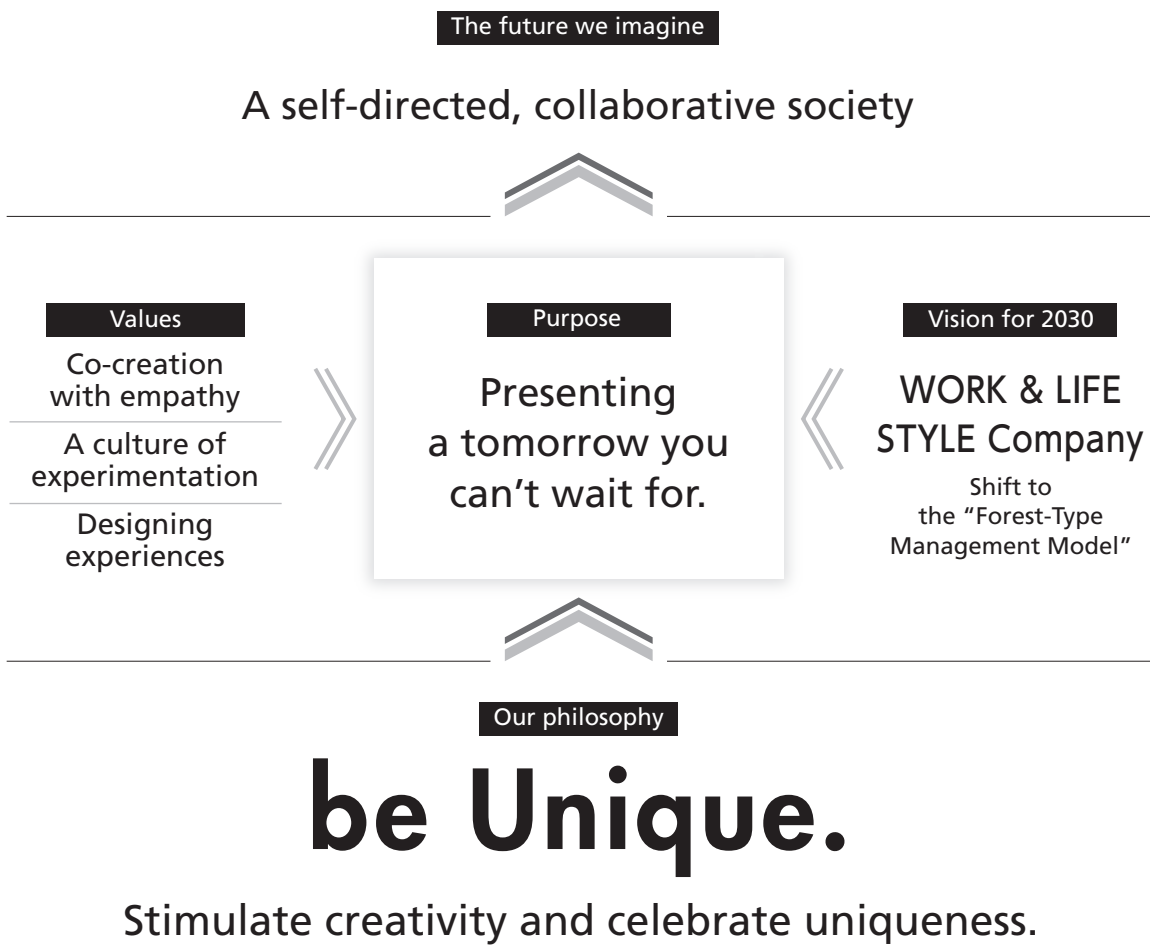 The future we imagine
A self-directed, collaborative society
Values
Co-creation
with empathy
A culture of
experimentation
Designing
experiences
Purpose
Presenting
a tomorrow you
can’t wait for.
Vision for 2030
WORK & LIFE
STYLE Company
Shift to
the “Forest-Type
Management Model”
Our philosophy
be Unique.
Stimulate creativity and celebrate uniqueness.